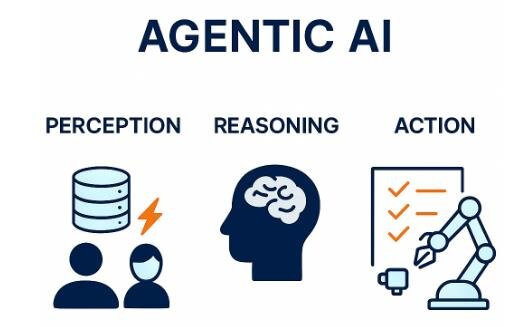 AGENTIC AI
PERCEPTION REASONING ACTION